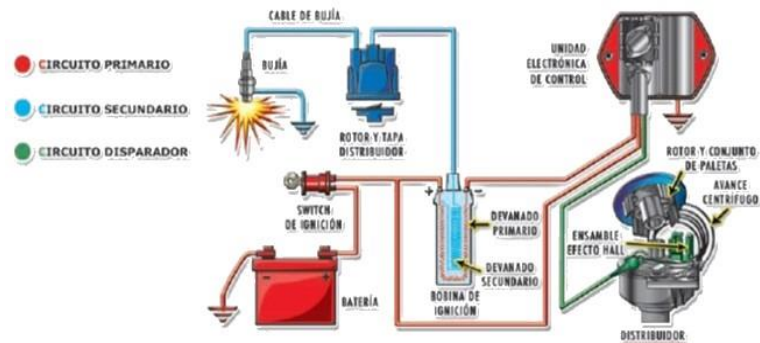 CIRCUITO PRIMARIO
CIRCUITO SECUNDARIO
CIRCUITO DISPARADOR
CABLE DE BUJÍA
BUJÍA
ROTOR Y TAPA
DISTRIBUIDOR
UNIDAD
ELECTRÓNICA
DE CONTROL
SWITCH
DE IGNICIÓN
BATERÍA
- +
+ -
DEVANADO
PRIMARIO
DEVANADO
SECUNDARIO
BOBINA DE
IGNICIÓN
ROTOR Y CONJUNTO
DE PALETAS
AVANCE
CENTRÍFUGO
ENSAMBLE
EFECTO HALL
DISTRIBUIDOR